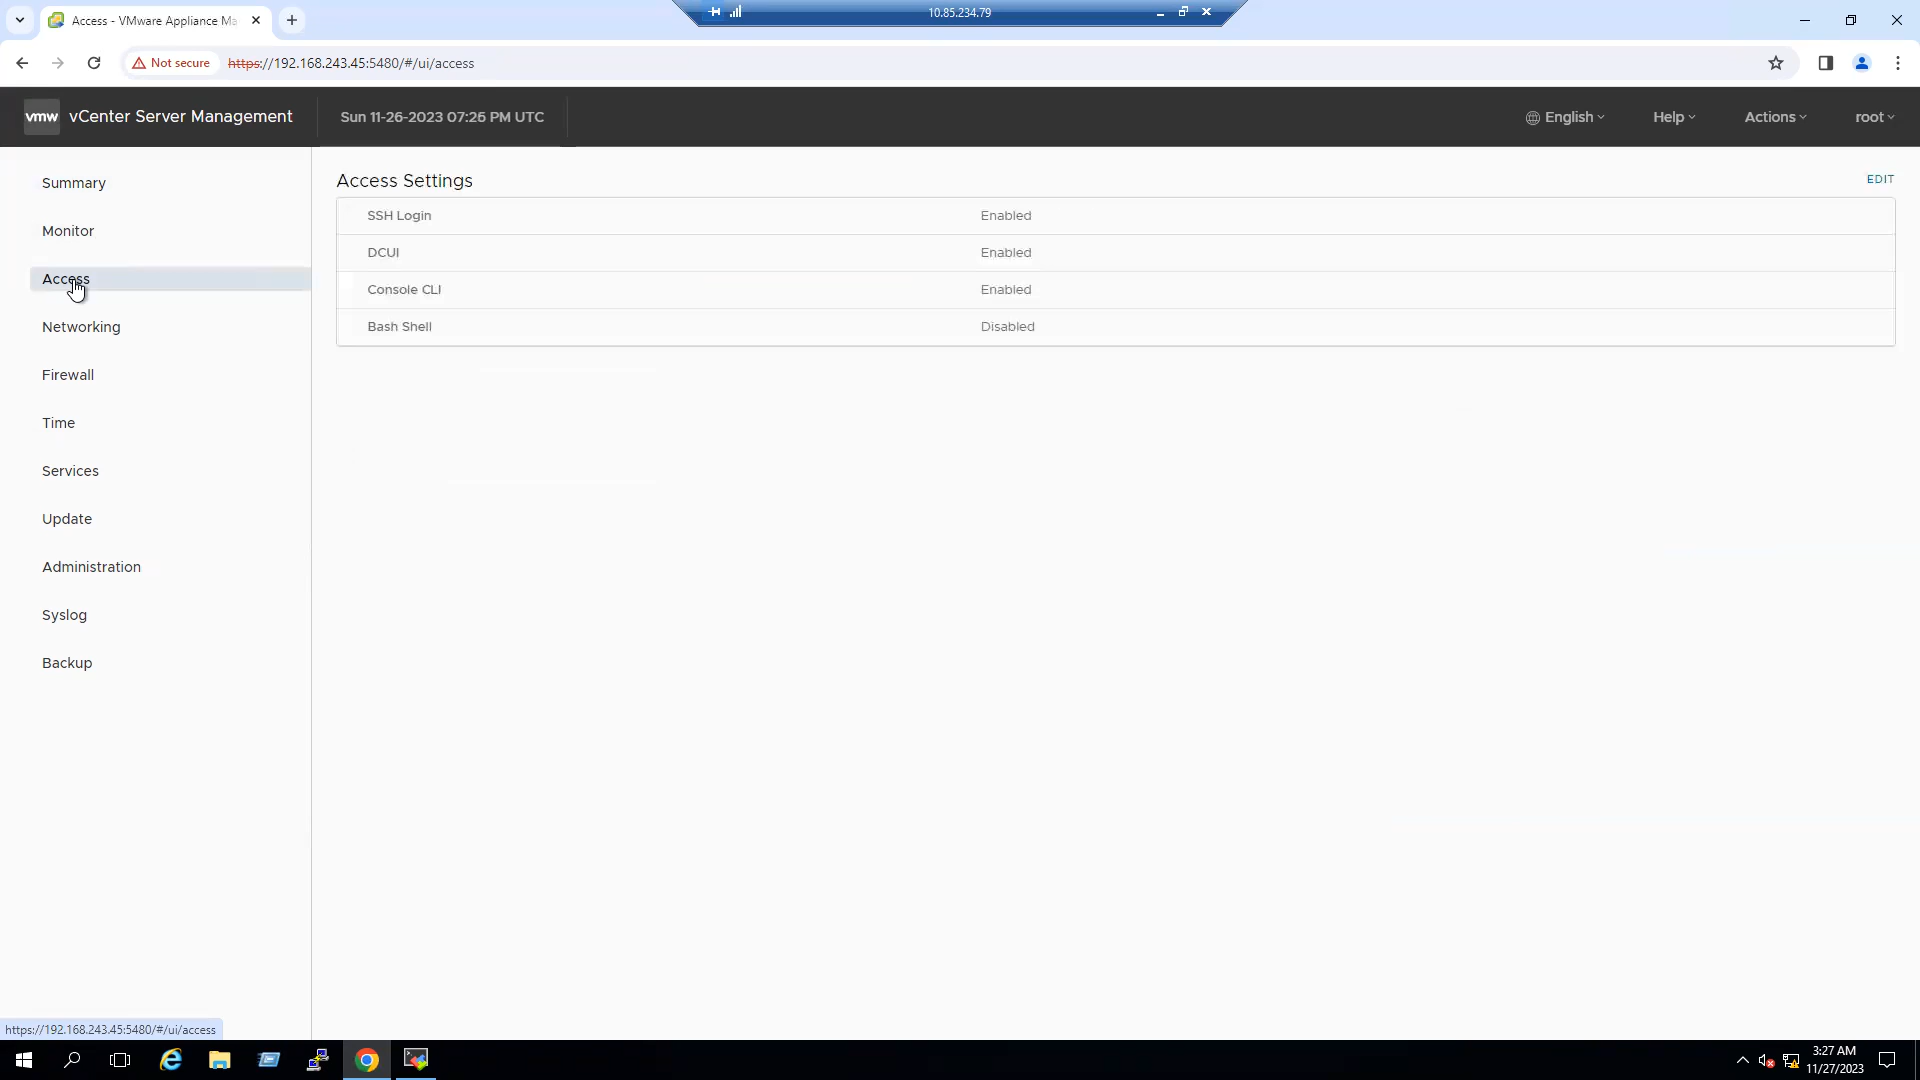 Access - VMware Appliance Ma
10.85.234.79
Not secure
https://192.168.243.45:5480/#/ui/access
vmw
vCenter Server Management
Sun 11-26-2023 07:26 PM UTC
English
Help
Actions
root
Summary
Monitor
Access
Networking
Firewall
Time
Services
Update
Administration
Syslog
Backup
Access Settings
EDIT
SSH Login Enabled
DCUI Enabled
Console CLI Enabled
Bash Shell Disabled
https://192.168.243.45:5480/#/ui/access
3:27 AM
11/27/2023